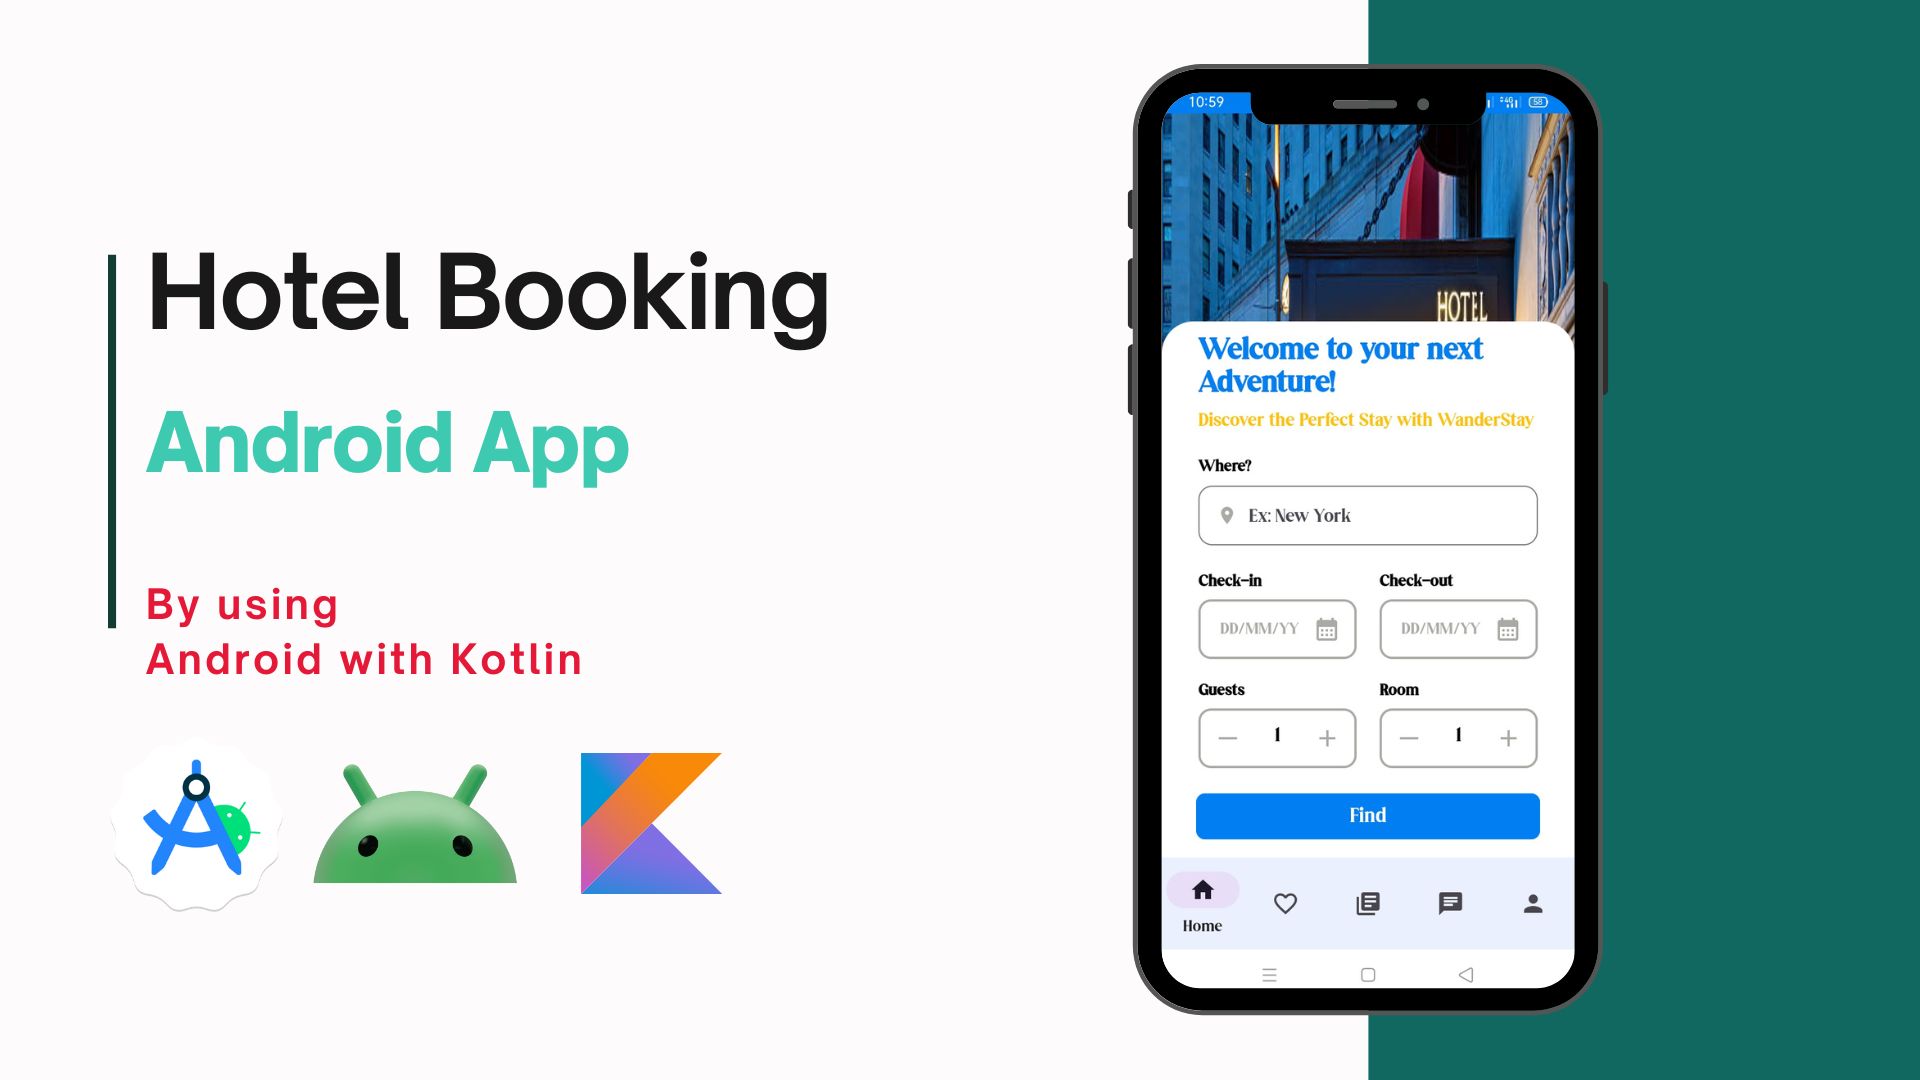 Hotel Booking
Android App
By using
Android with Kotlin
10:59
4G
58
HOTEL
Welcome to your next
Adventure!
Discover the Perfect Stay with WanderStay
Where?
Ex: New York
Check-in
Check-out
DD/MM/YY
DD/MM/YY
Guests
Room
1
1
Find
Home